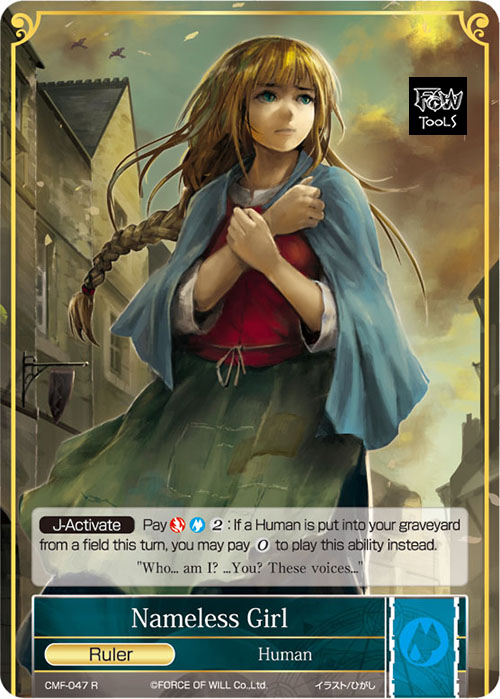 FOW
TOOLS
J-Activate Pay 2 : If a Human is put into your graveyard
from a field this turn, you may pay 0 to play this ability instead.
"Who... am I? ...You? These voices..."
Nameless Girl
Ruler Human
CMF-047 R ©FORCE OF WILL Co.,Ltd. イラスト/ひがし